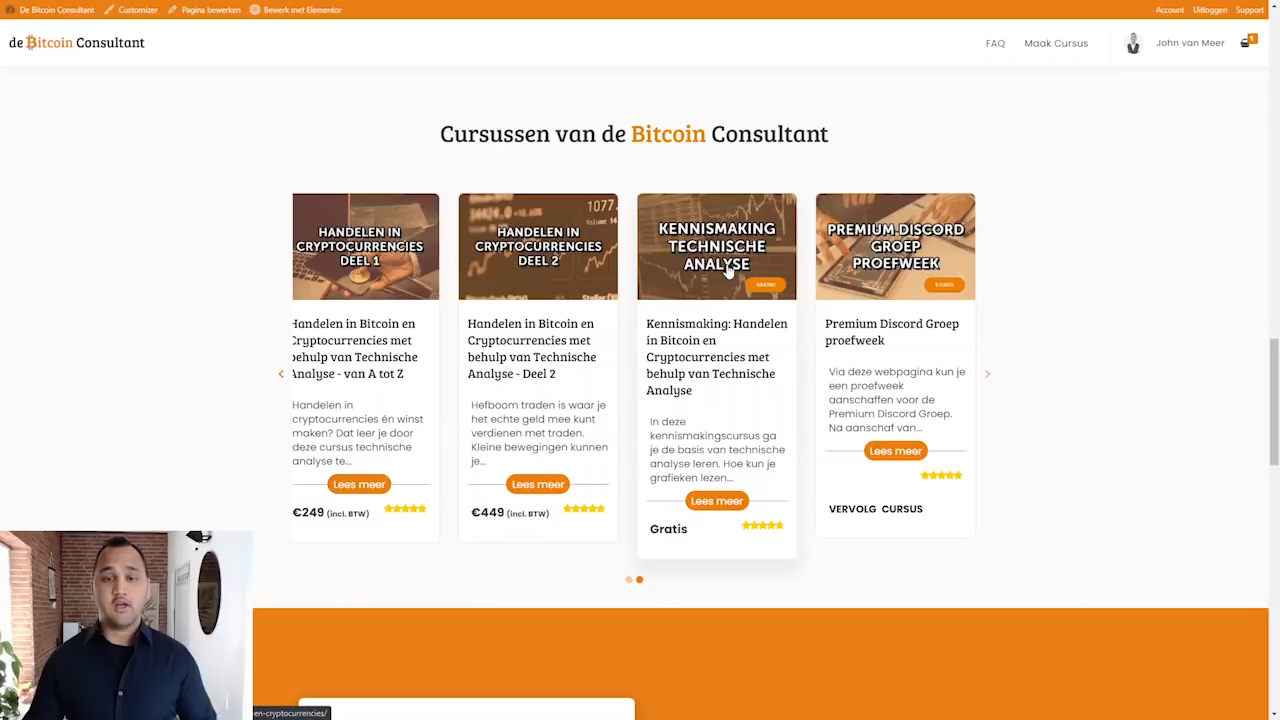 De Bitcoin Consultant
Customizer
Pagina bewerken
Bewerk met Elementor
Account
Uitloggen
Support
de Bitcoin Consultant
FAQ
Maak Cursus
John van Meer
1
Cursussen van de Bitcoin Consultant
HANDELEN IN
CRYPTOCURRENCIES
DEEL 1
Handelen in Bitcoin en
Cryptocurrencies met
behulp van Technische
Analyse - van A tot Z
Handelen in
cryptocurrencies én winst
maken? Dat leer je door
deze cursus technische
analyse te...
Lees meer
€249 (incl. BTW)
1077
34424.0
Volume 14
HANDELEN IN
CRYPTOCURRENCIES
DEEL 2
Handelen in Bitcoin en
Cryptocurrencies met
behulp van Technische
Analyse - Deel 2
Hefboom traden is waar je
het echte geld mee kunt
verdienen met traden.
Kleine bewegingen kunnen
je...
Lees meer
€449 (incl. BTW)
KENNISMAKING
TECHNISCHE
ANALYSE
Kennismaking: Handelen
in Bitcoin en
Cryptocurrencies met
behulp van Technische
Analyse
In deze
kennismakingscursus ga
je de basis van technische
analyse leren. Hoe kun je
grafieken lezen...
Lees meer
Gratis
PREMIUM DISCORD
GROEP
PROEFWEEK
Premium Discord Groep
proefweek
Via deze webpagina kun je
een proefweek
aanschaffen voor de
Premium Discord Groep.
Na aanschaf van...
Lees meer
VERVOLG CURSUS
en-cryptocurrencies/